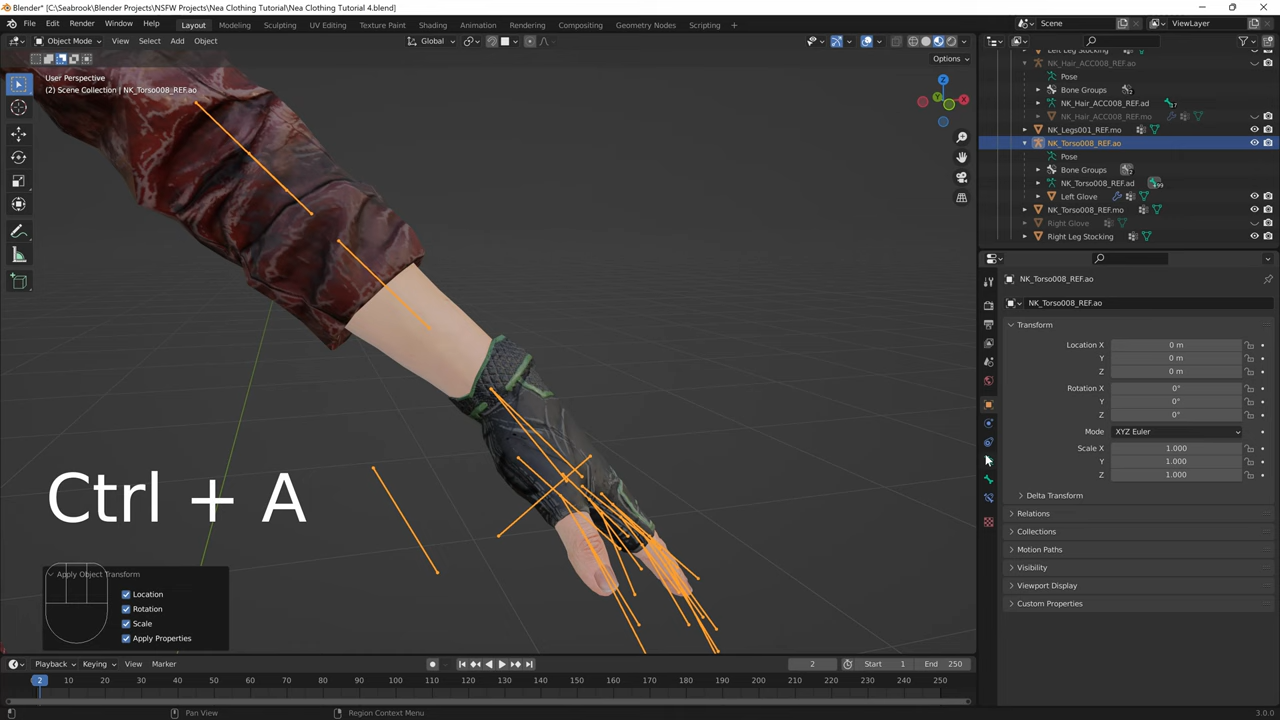 Blender* [C:\Seabrook\Blender Projects\NSFW Projects\Nea Clothing Tutorial\Nea Clothing Tutorial 4.blend]
File Edit Render Window Help Layout Modeling Sculpting UV Editing Texture Paint Shading Animation Rendering Compositing Geometry Nodes Scripting + Scene ViewLayer
Object Mode View Select Add Object Global
Options
User Perspective
(2) Scene Collection | NK_Torso008_REF.ao
Left Leg Stocking
NK_Hair_ACC008_REF.ao
Pose
Bone Groups
NK_Hair_ACC008_REF.ad
NK_Hair_ACC008_REF.mo
NK_Legs001_REF.mo
NK_Torso008_REF.ao
Pose
Bone Groups
NK_Torso008_REF.ad
Left Glove
NK_Torso008_REF.mo
Right Glove
Right Leg Stocking
NK_Torso008_REF.ao
NK_Torso008_REF.ao
Transform
Location X 0 m
Y 0 m
Z 0 m
Rotation X 0°
Y 0°
Z 0°
Mode XYZ Euler
Scale X 1.000
Y 1.000
Z 1.000
Delta Transform
Relations
Collections
Motion Paths
Visibility
Viewport Display
Custom Properties
Ctrl + A
Apply Object Transform
Location
Rotation
Scale
Apply Properties
Playback Keying View Marker 2 Start 1 End 250
2 10 20 30 40 50 60 70 80 90 100 110 120 130 140 150 160 170 180 190 200 210 220 230 240 250
Pan View Region Context Menu 3.0.0